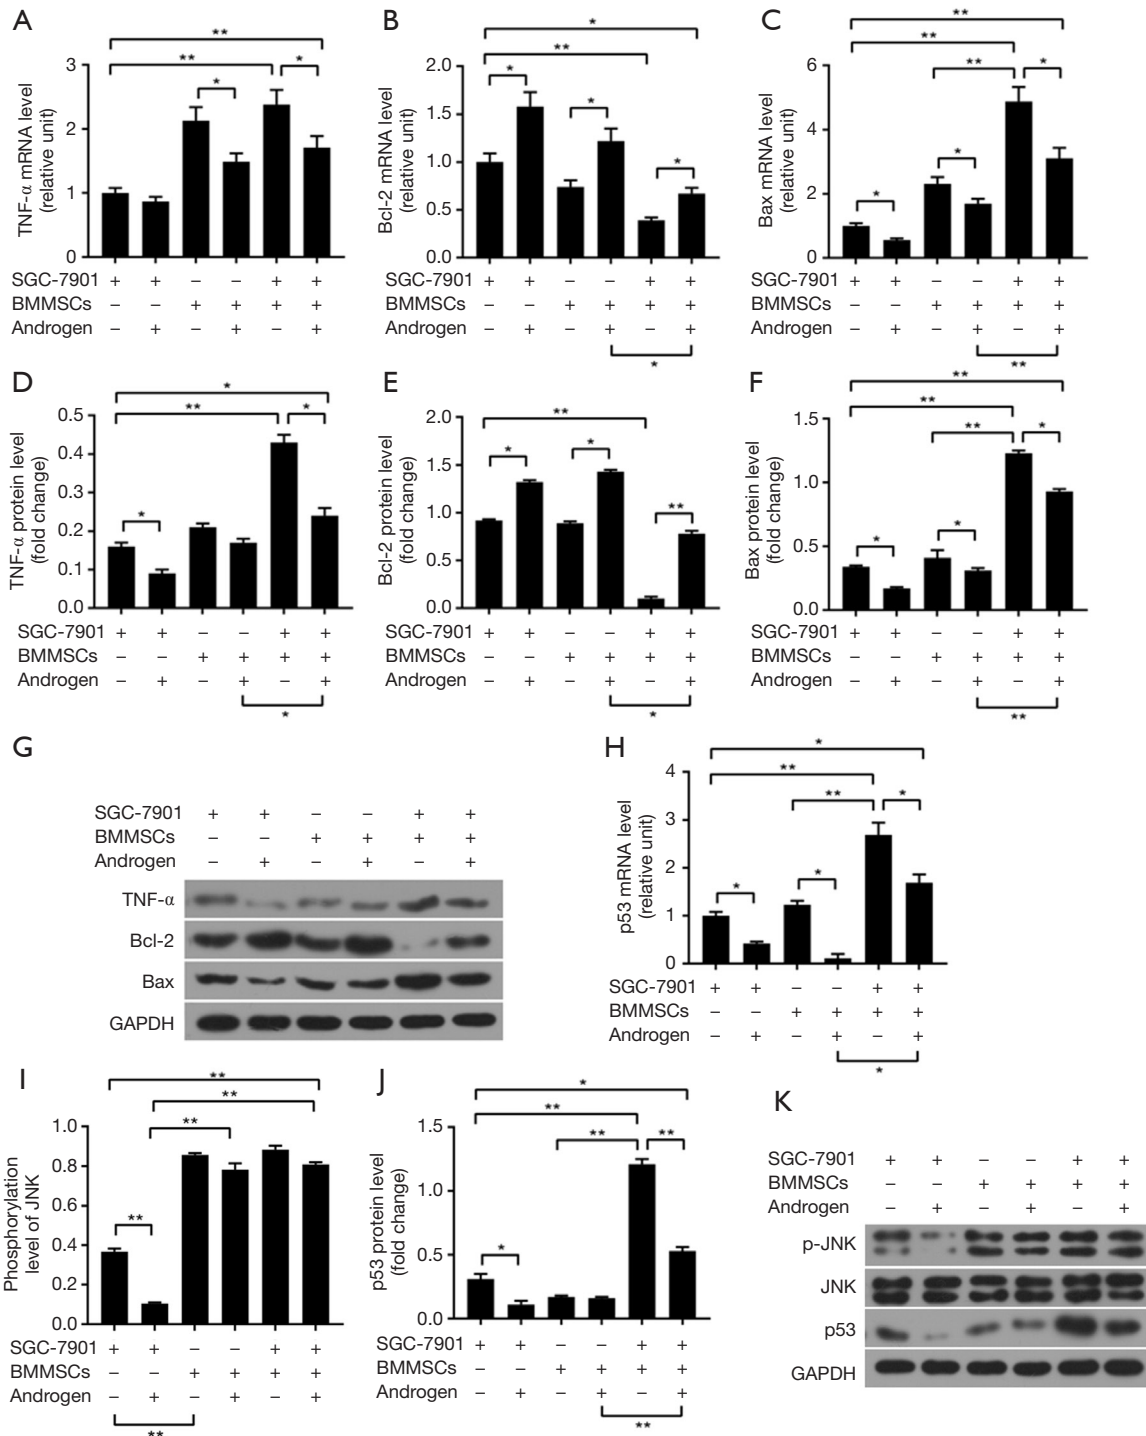 A
B
C
** ** * *
3 2 1 0
TNF-α mRNA level
(relative unit)
SGC-7901 + + – – + +
BMMSCs – – + + + +
Androgen – + – + – +
* ** * * *
2.0 1.5 1.0 0.5 0.0
Bcl-2 mRNA level
(relative unit)
SGC-7901 + + – – + +
BMMSCs – – + + + +
Androgen – + – + – +
*
** ** ** * * *
6 4 2 0
Bax mRNA level
(relative unit)
SGC-7901 + + – – + +
BMMSCs – – + + + +
Androgen – + – + – +
**
D
E
F
* ** * *
0.5 0.4 0.3 0.2 0.1 0.0
TNF-α protein level
(fold change)
SGC-7901 + + – – + +
BMMSCs – – + + + +
Androgen – + – + – +
*
** * * **
2.0 1.5 1.0 0.5 0.0
Bcl-2 protein level
(fold change)
SGC-7901 + + – – + +
BMMSCs – – + + + +
Androgen – + – + – +
*
** ** ** * * *
1.5 1.0 0.5 0.0
Bax protein level
(fold change)
SGC-7901 + + – – + +
BMMSCs – – + + + +
Androgen – + – + – +
**
G
SGC-7901 + + – – + +
BMMSCs – – + + + +
Androgen – + – + – +
TNF-α
Bcl-2
Bax
GAPDH
H
* ** ** * * *
4 3 2 1 0
p53 mRNA level
(relative unit)
SGC-7901 + + – – + +
BMMSCs – – + + + +
Androgen – + – + – +
*
I
** ** ** **
1.0 0.8 0.6 0.4 0.2 0.0
Phosphorylation
level of JNK
SGC-7901 + + – – + +
BMMSCs – – + + + +
Androgen – + – + – +
**
J
* ** ** ** *
1.5 1.0 0.5 0.0
p53 protein level
(fold change)
SGC-7901 + + – – + +
BMMSCs – – + + + +
Androgen – + – + – +
**
K
SGC-7901 + + – – + +
BMMSCs – – + + + +
Androgen – + – + – +
p-JNK
JNK
p53
GAPDH